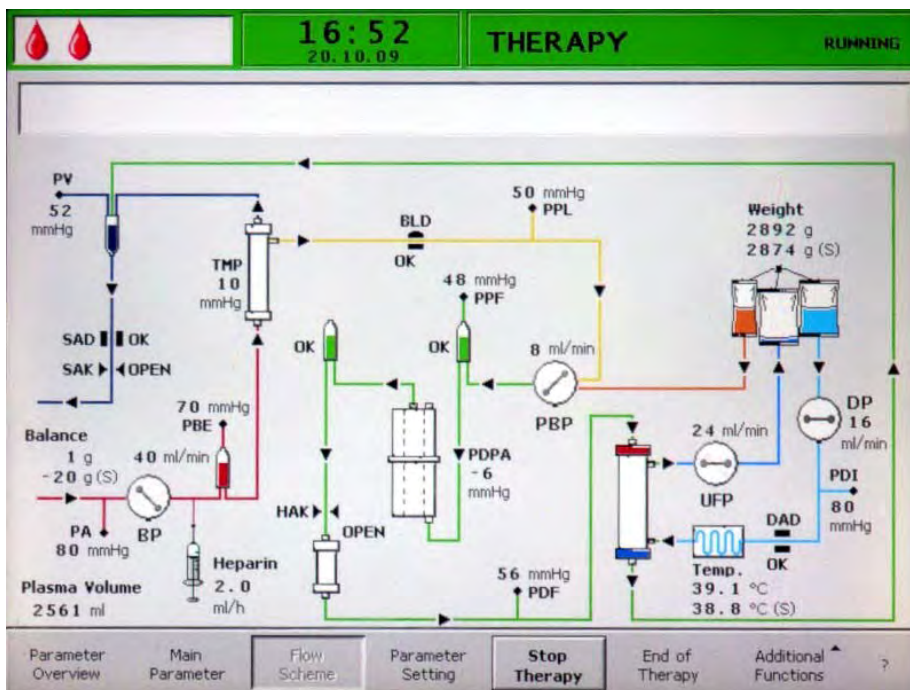 16:52
20.10.09
THERAPY
RUNNING
PV
52
mmHg
TMP
10
mmHg
BLD
OK
50 mmHg
PPL
Weight
2892 g
2874 g (S)
48 mmHg
PPF
SAD
OK
SAK
OPEN
OK
OK
8 ml/min
PBP
70 mmHg
PBE
Balance
1 g
-20 g (S)
40 ml/min
BP
PA
80 mmHg
Heparin
2.0
ml/h
HAK
OPEN
PDPA
-6
mmHg
24 ml/min
UFP
DP
16
ml/min
PDI
80
mmHg
DAD
OK
Temp.
39.1 °C
38.8 °C (S)
56 mmHg
PDF
Plasma Volume
2561 ml
Parameter
Overview
Main
Parameter
Flow
Scheme
Parameter
Setting
Stop
Therapy
End of
Therapy
Additional
Functions
?